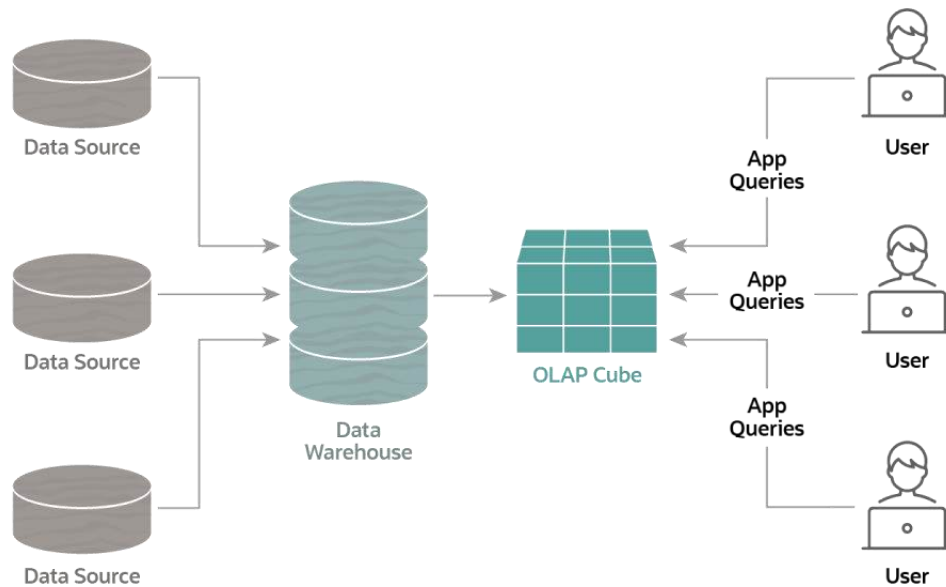 Data Source
User
App
Queries
Data Source
App
Queries
User
OLAP Cube
Data
Warehouse
App
Queries
Data Source
User